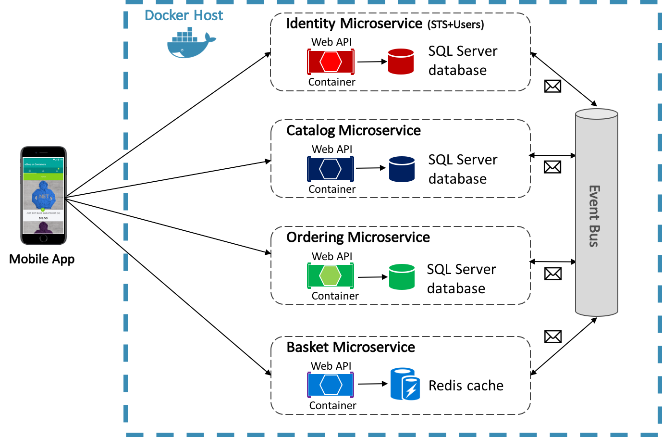 Docker Host
Identity Microservice (STS+Users)
Web API
SQL Server
database
Container
Catalog Microservice
Web API
SQL Server
database
Container
Mobile App
Ordering Microservice
Web API
SQL Server
database
Container
Event Bus
Basket Microservice
Web API
Redis cache
Container